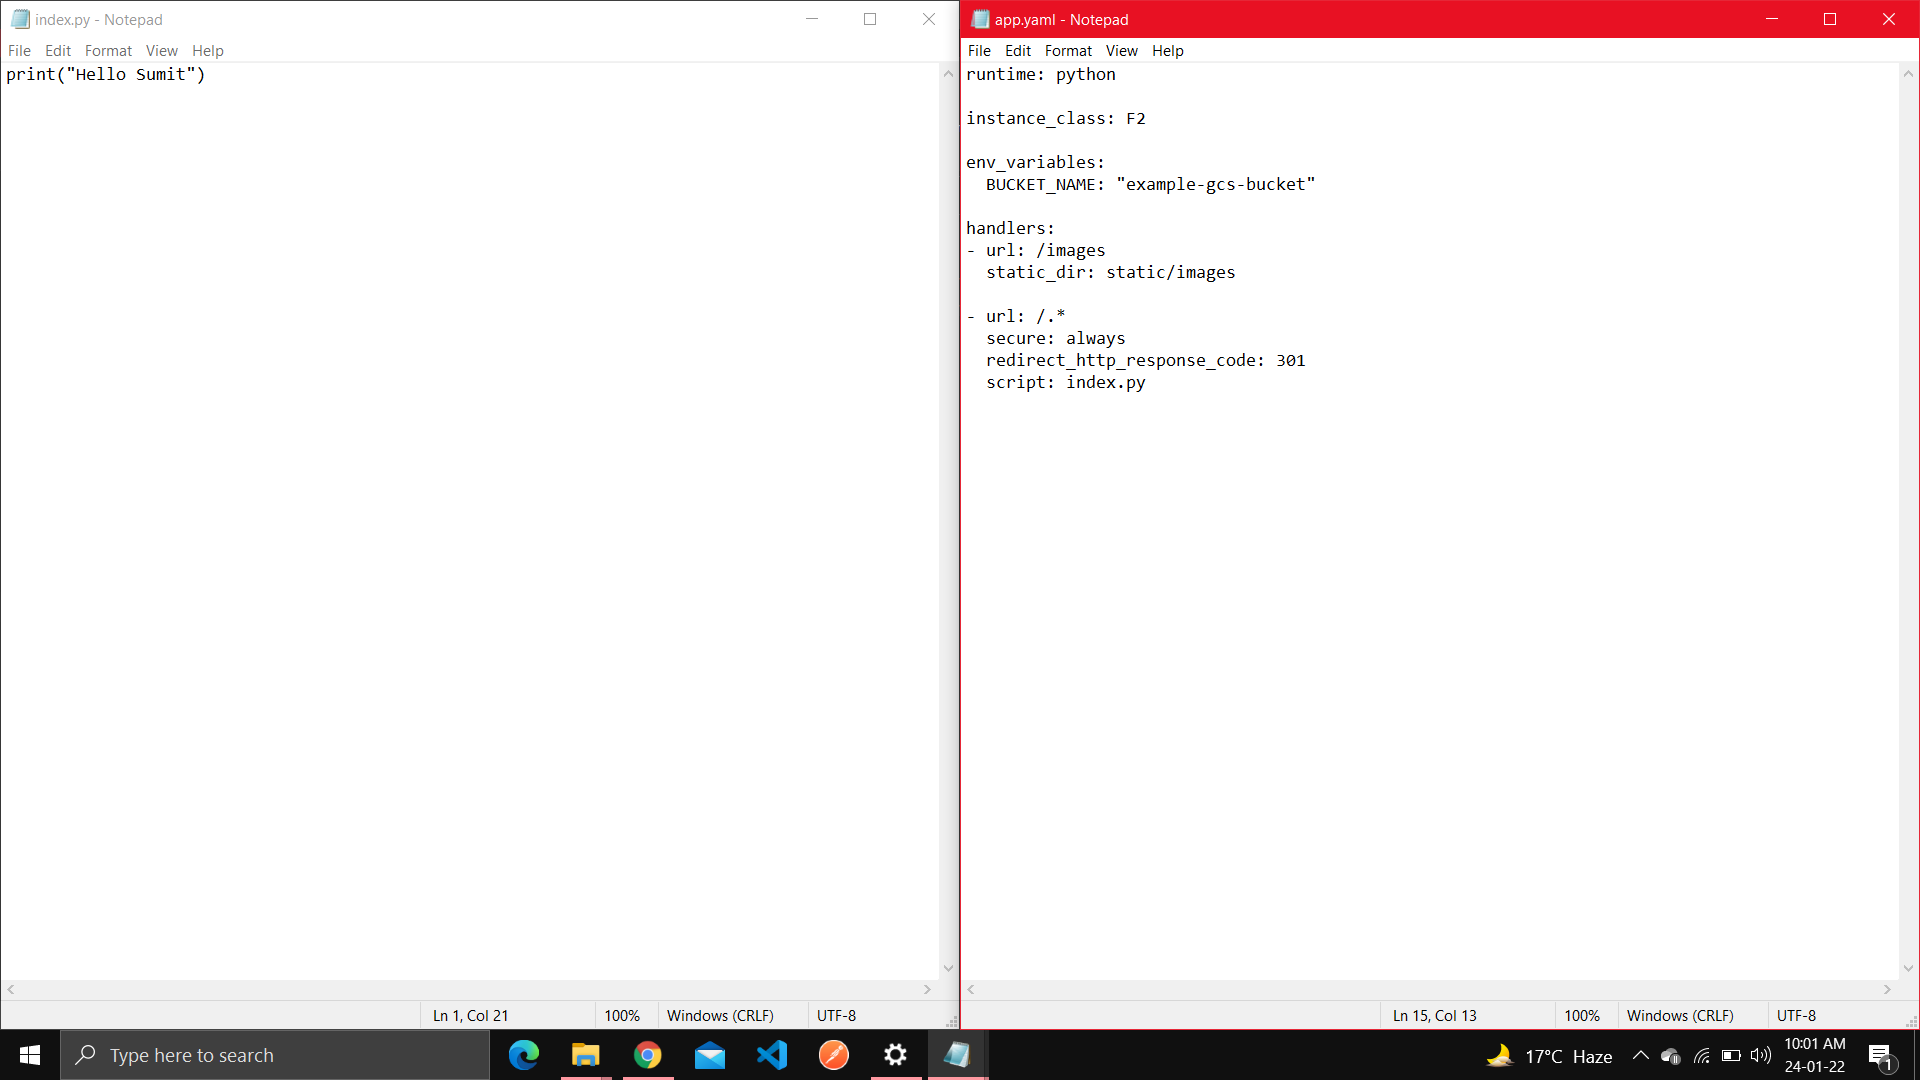 index.py - Notepad
File Edit Format View Help
print("Hello Sumit")
Ln 1, Col 21 100% Windows (CRLF) UTF-8
app.yaml - Notepad
File Edit Format View Help
runtime: python
instance_class: F2
env_variables:
  BUCKET_NAME: "example-gcs-bucket"
handlers:
- url: /images
  static_dir: static/images
- url: /.*
  secure: always
  redirect_http_response_code: 301
  script: index.py
Ln 15, Col 13 100% Windows (CRLF) UTF-8
Type here to search
17°C Haze
10:01 AM
24-01-22
1